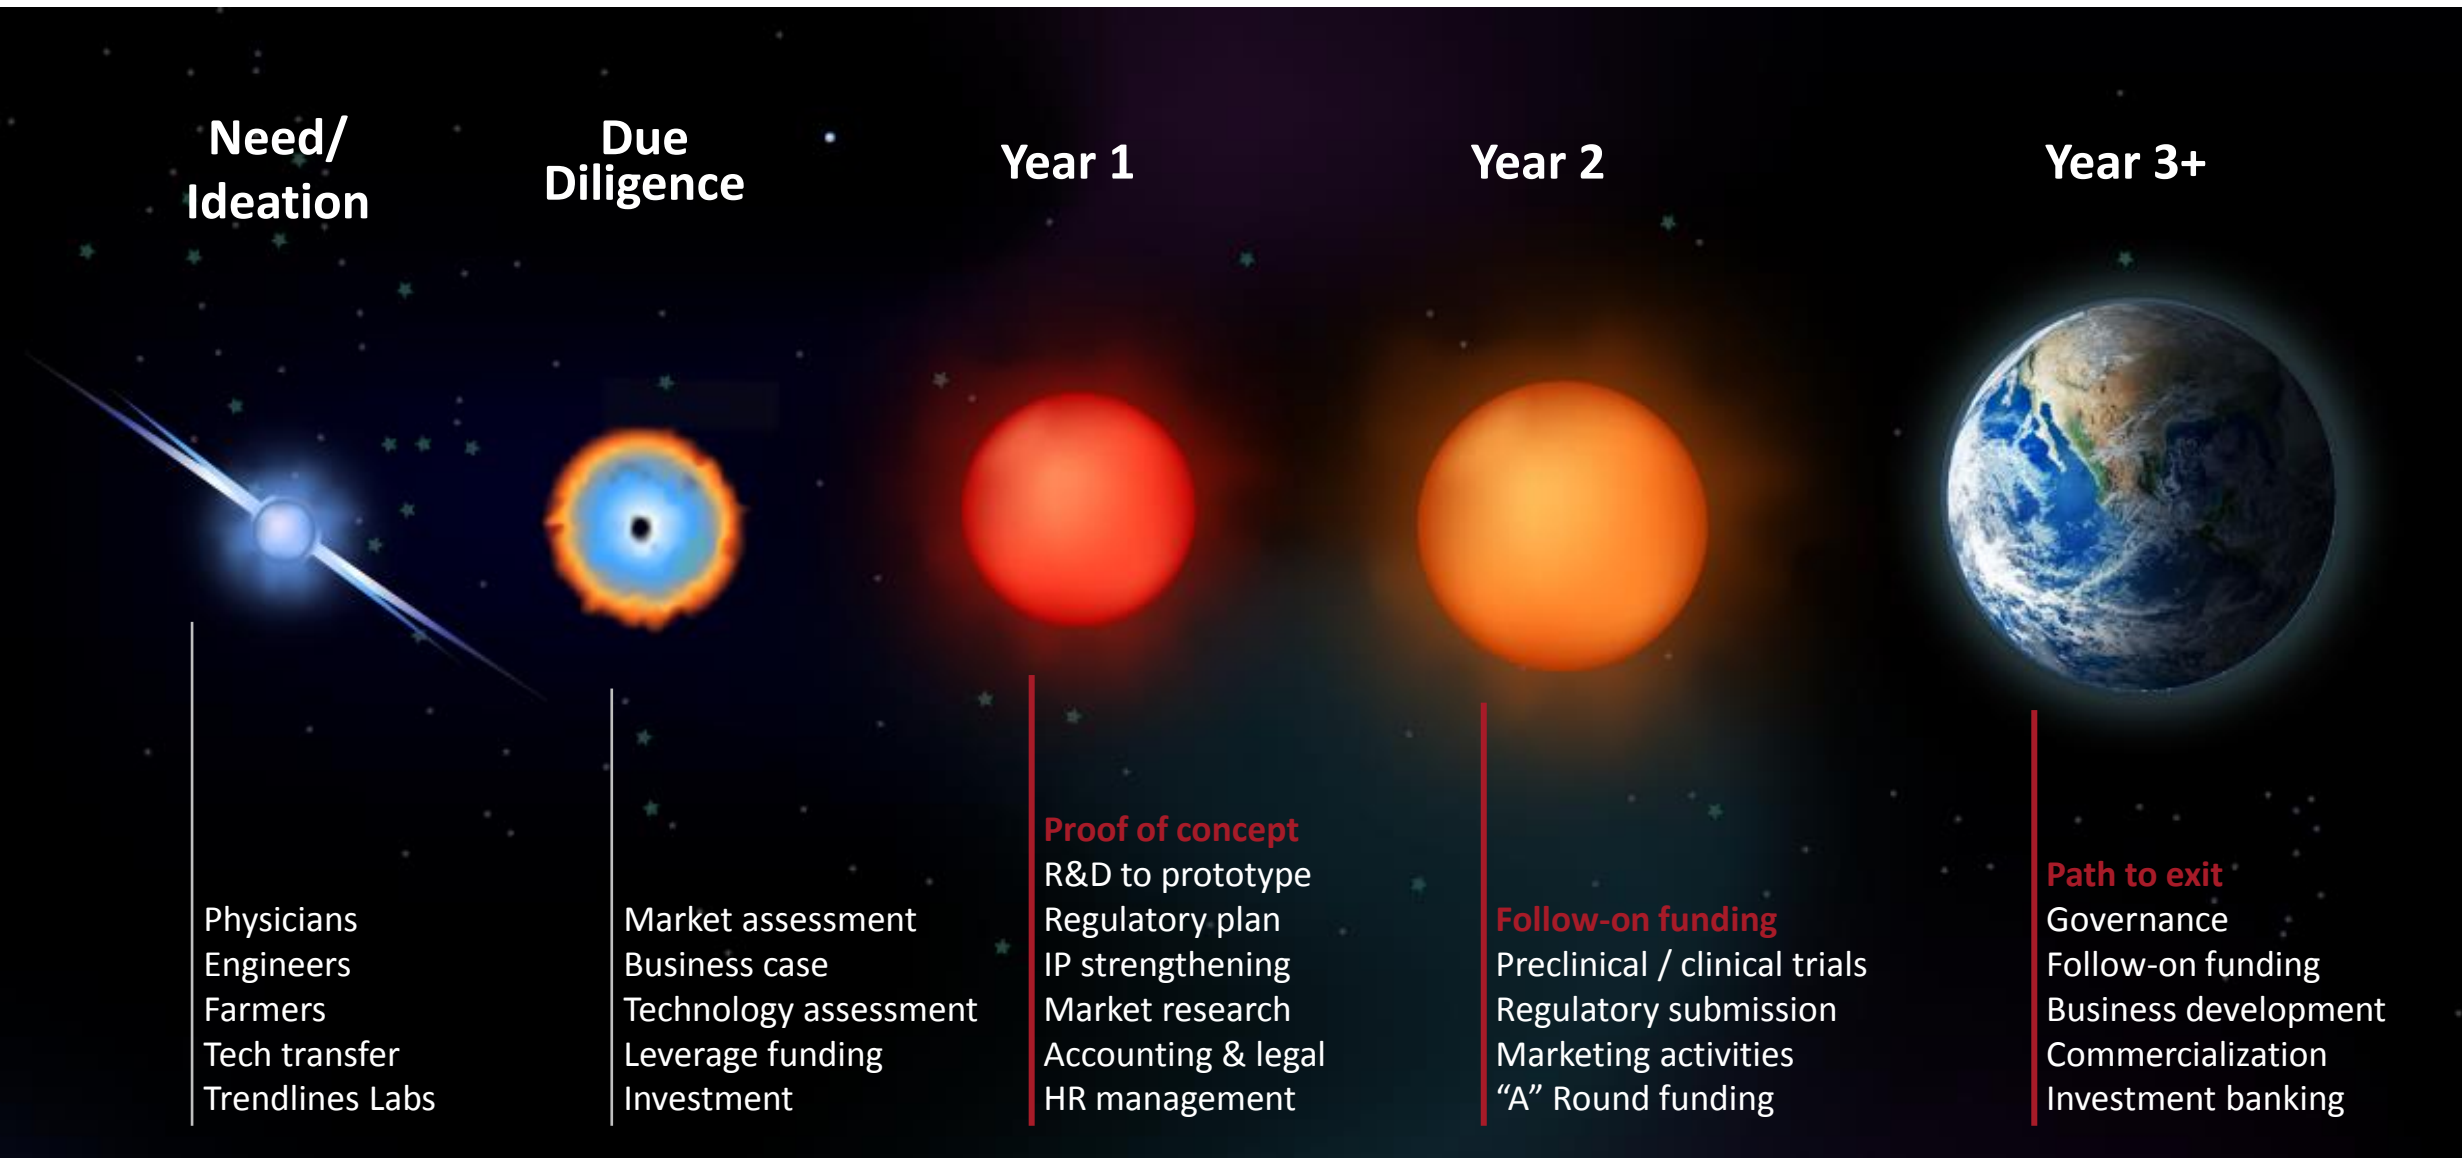 Need/
Ideation
Due
Diligence
Year 1
Year 2
Year 3+
Physicians
Engineers
Farmers
Tech transfer
Trendlines Labs
Market assessment
Business case
Technology assessment
Leverage funding
Investment
Proof of concept
R&D to prototype
Regulatory plan
IP strengthening
Market research
Accounting & legal
HR management
Follow-on funding
Preclinical / clinical trials
Regulatory submission
Marketing activities
“A” Round funding
Path to exit
Governance
Follow-on funding
Business development
Commercialization
Investment banking